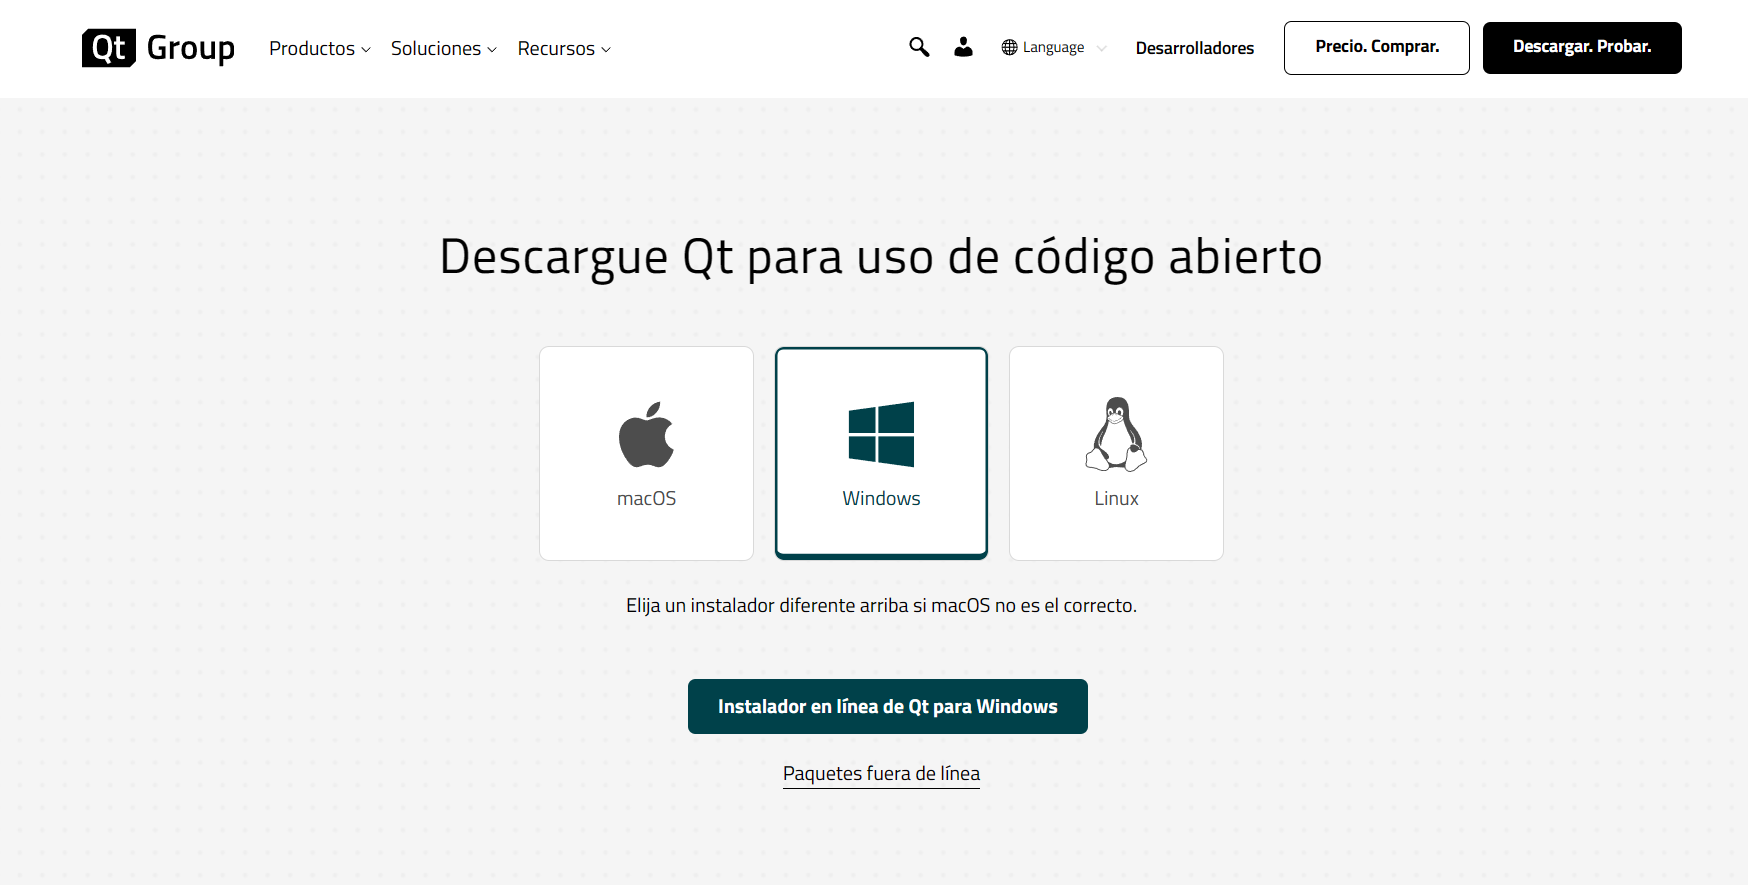 Qt Group
Productos
Soluciones
Recursos
Language
Desarrolladores
Precio. Comprar.
Descargar. Probar.
Descargue Qt para uso de código abierto
macOS
Windows
Linux
Elija un instalador diferente arriba si macOS no es el correcto.
Instalador en línea de Qt para Windows
Paquetes fuera de línea